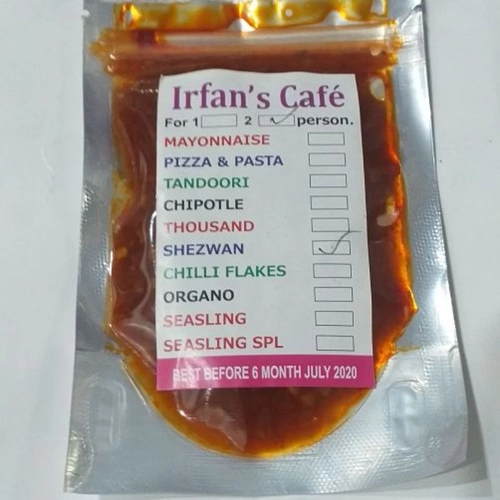 Irfan's Café
For 1 2 person.
MAYONNAISE
PIZZA & PASTA
TANDOORI
CHIPOTLE
THOUSAND
SHEZWAN
CHILLI FLAKES
ORGANO
SEASLING
SEASLING SPL
BEST BEFORE 6 MONTH JULY 2020